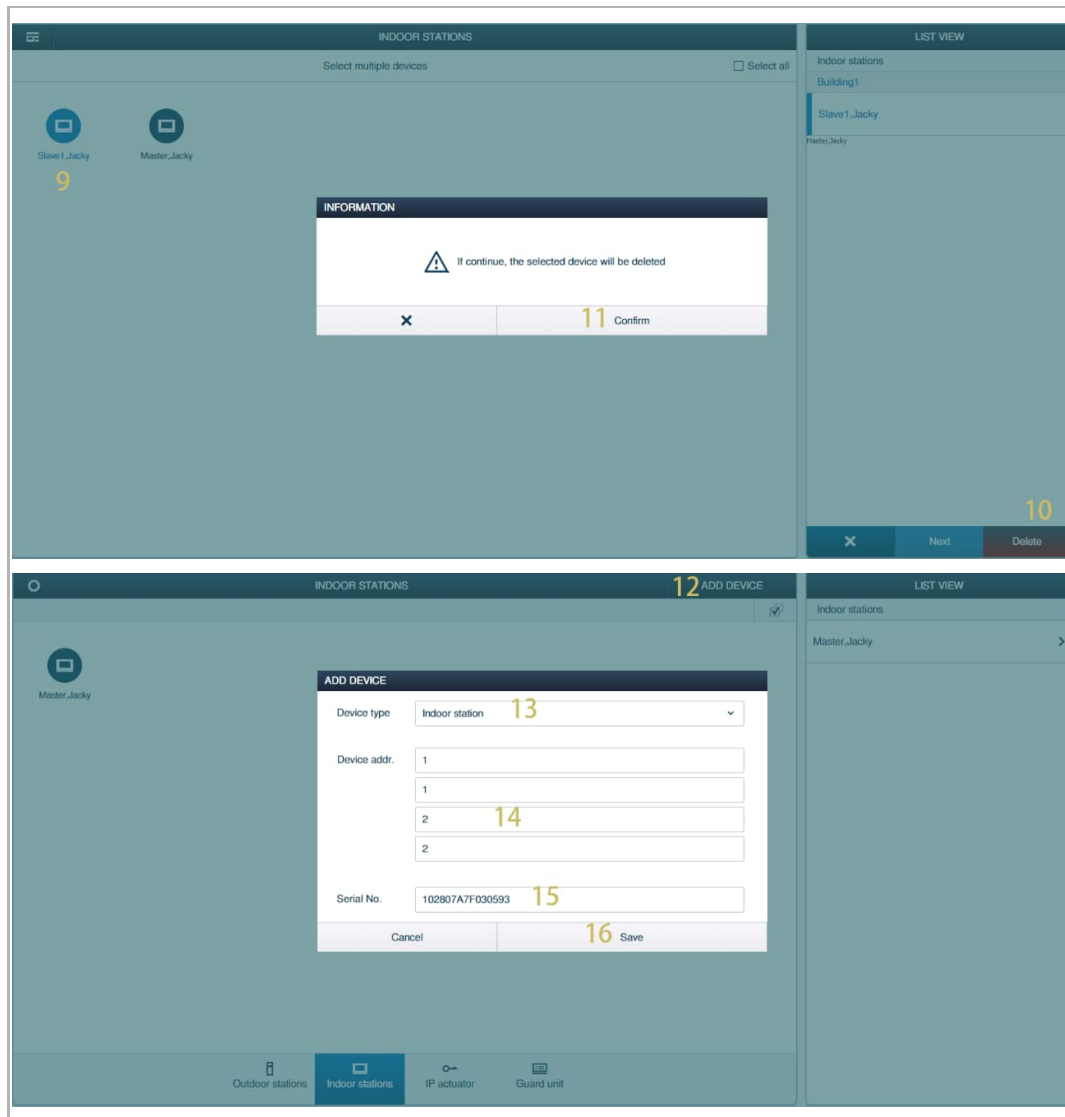 INDOOR STATIONS
LIST VIEW
Select multiple devices
Select all
Indoor stations
Building1
Slave1,Jacky
Master,Jacky
Slave1,Jacky
Master,Jacky
9
INFORMATION
If continue, the selected device will be deleted
11 Confirm
10
Next
Delete
INDOOR STATIONS
12 ADD DEVICE
LIST VIEW
Indoor stations
Master,Jacky
Master,Jacky
ADD DEVICE
Device type
Indoor station
13
Device addr.
1
1
2
14
2
Serial No.
102807A7F030593
15
Cancel
16 Save
Outdoor stations
Indoor stations
IP actuator
Guard unit